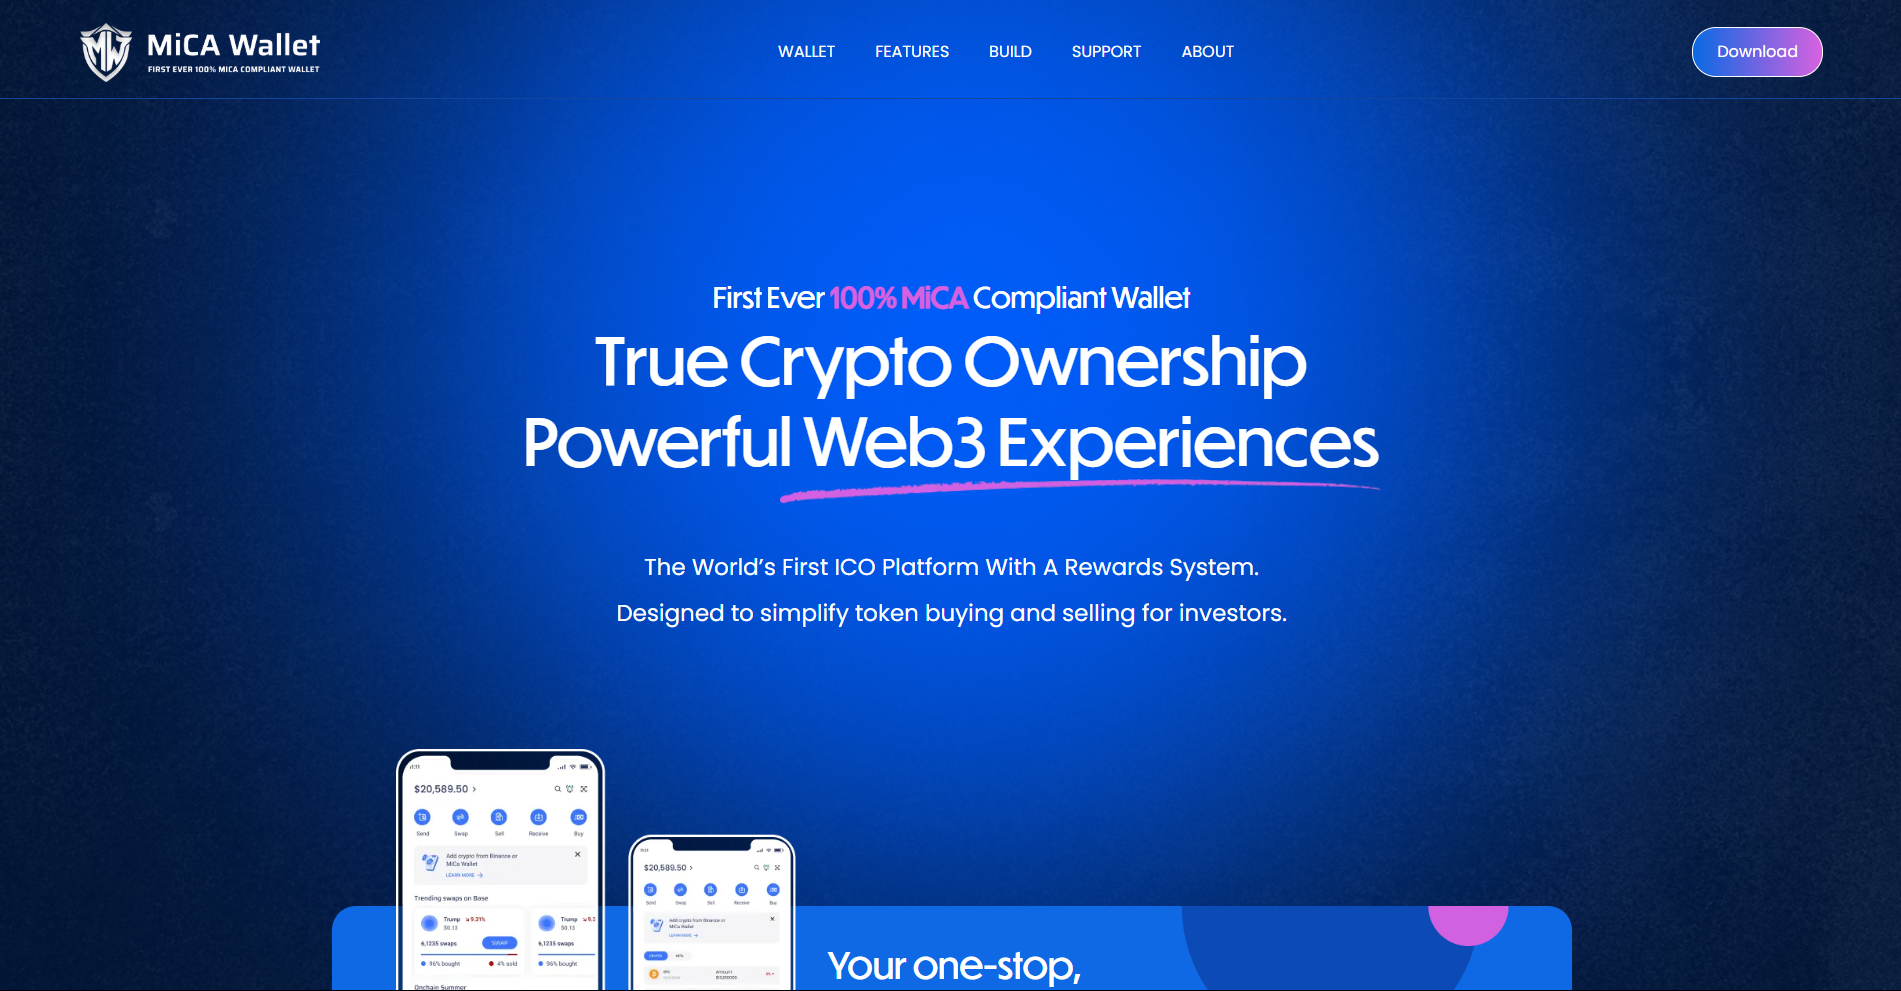 MiCA Wallet
FIRST EVER 100% MICA COMPLIANT WALLET
WALLET FEATURES BUILD SUPPORT ABOUT
Download
First Ever 100% MiCA Compliant Wallet
True Crypto Ownership
Powerful Web3 Experiences
The World's First ICO Platform With A Rewards System.
Designed to simplify token buying and selling for investors.
$20,589.50 >
Send Swap Sell Receive Buy
Add crypto from Binance or
MiCa Wallet
LEARN MORE →
Trending swaps on Base
Trump 9.31%
$0.13
6,1235 swaps SWAP
96% bought 4% sold
Trump
$0.13
6,1235 swaps
96% bought
Onchain Summer
$20,589.50 >
Send Swap Sell Receive Buy
Add crypto from Binance or
MiCa Wallet
LEARN MORE →
Your one-stop,